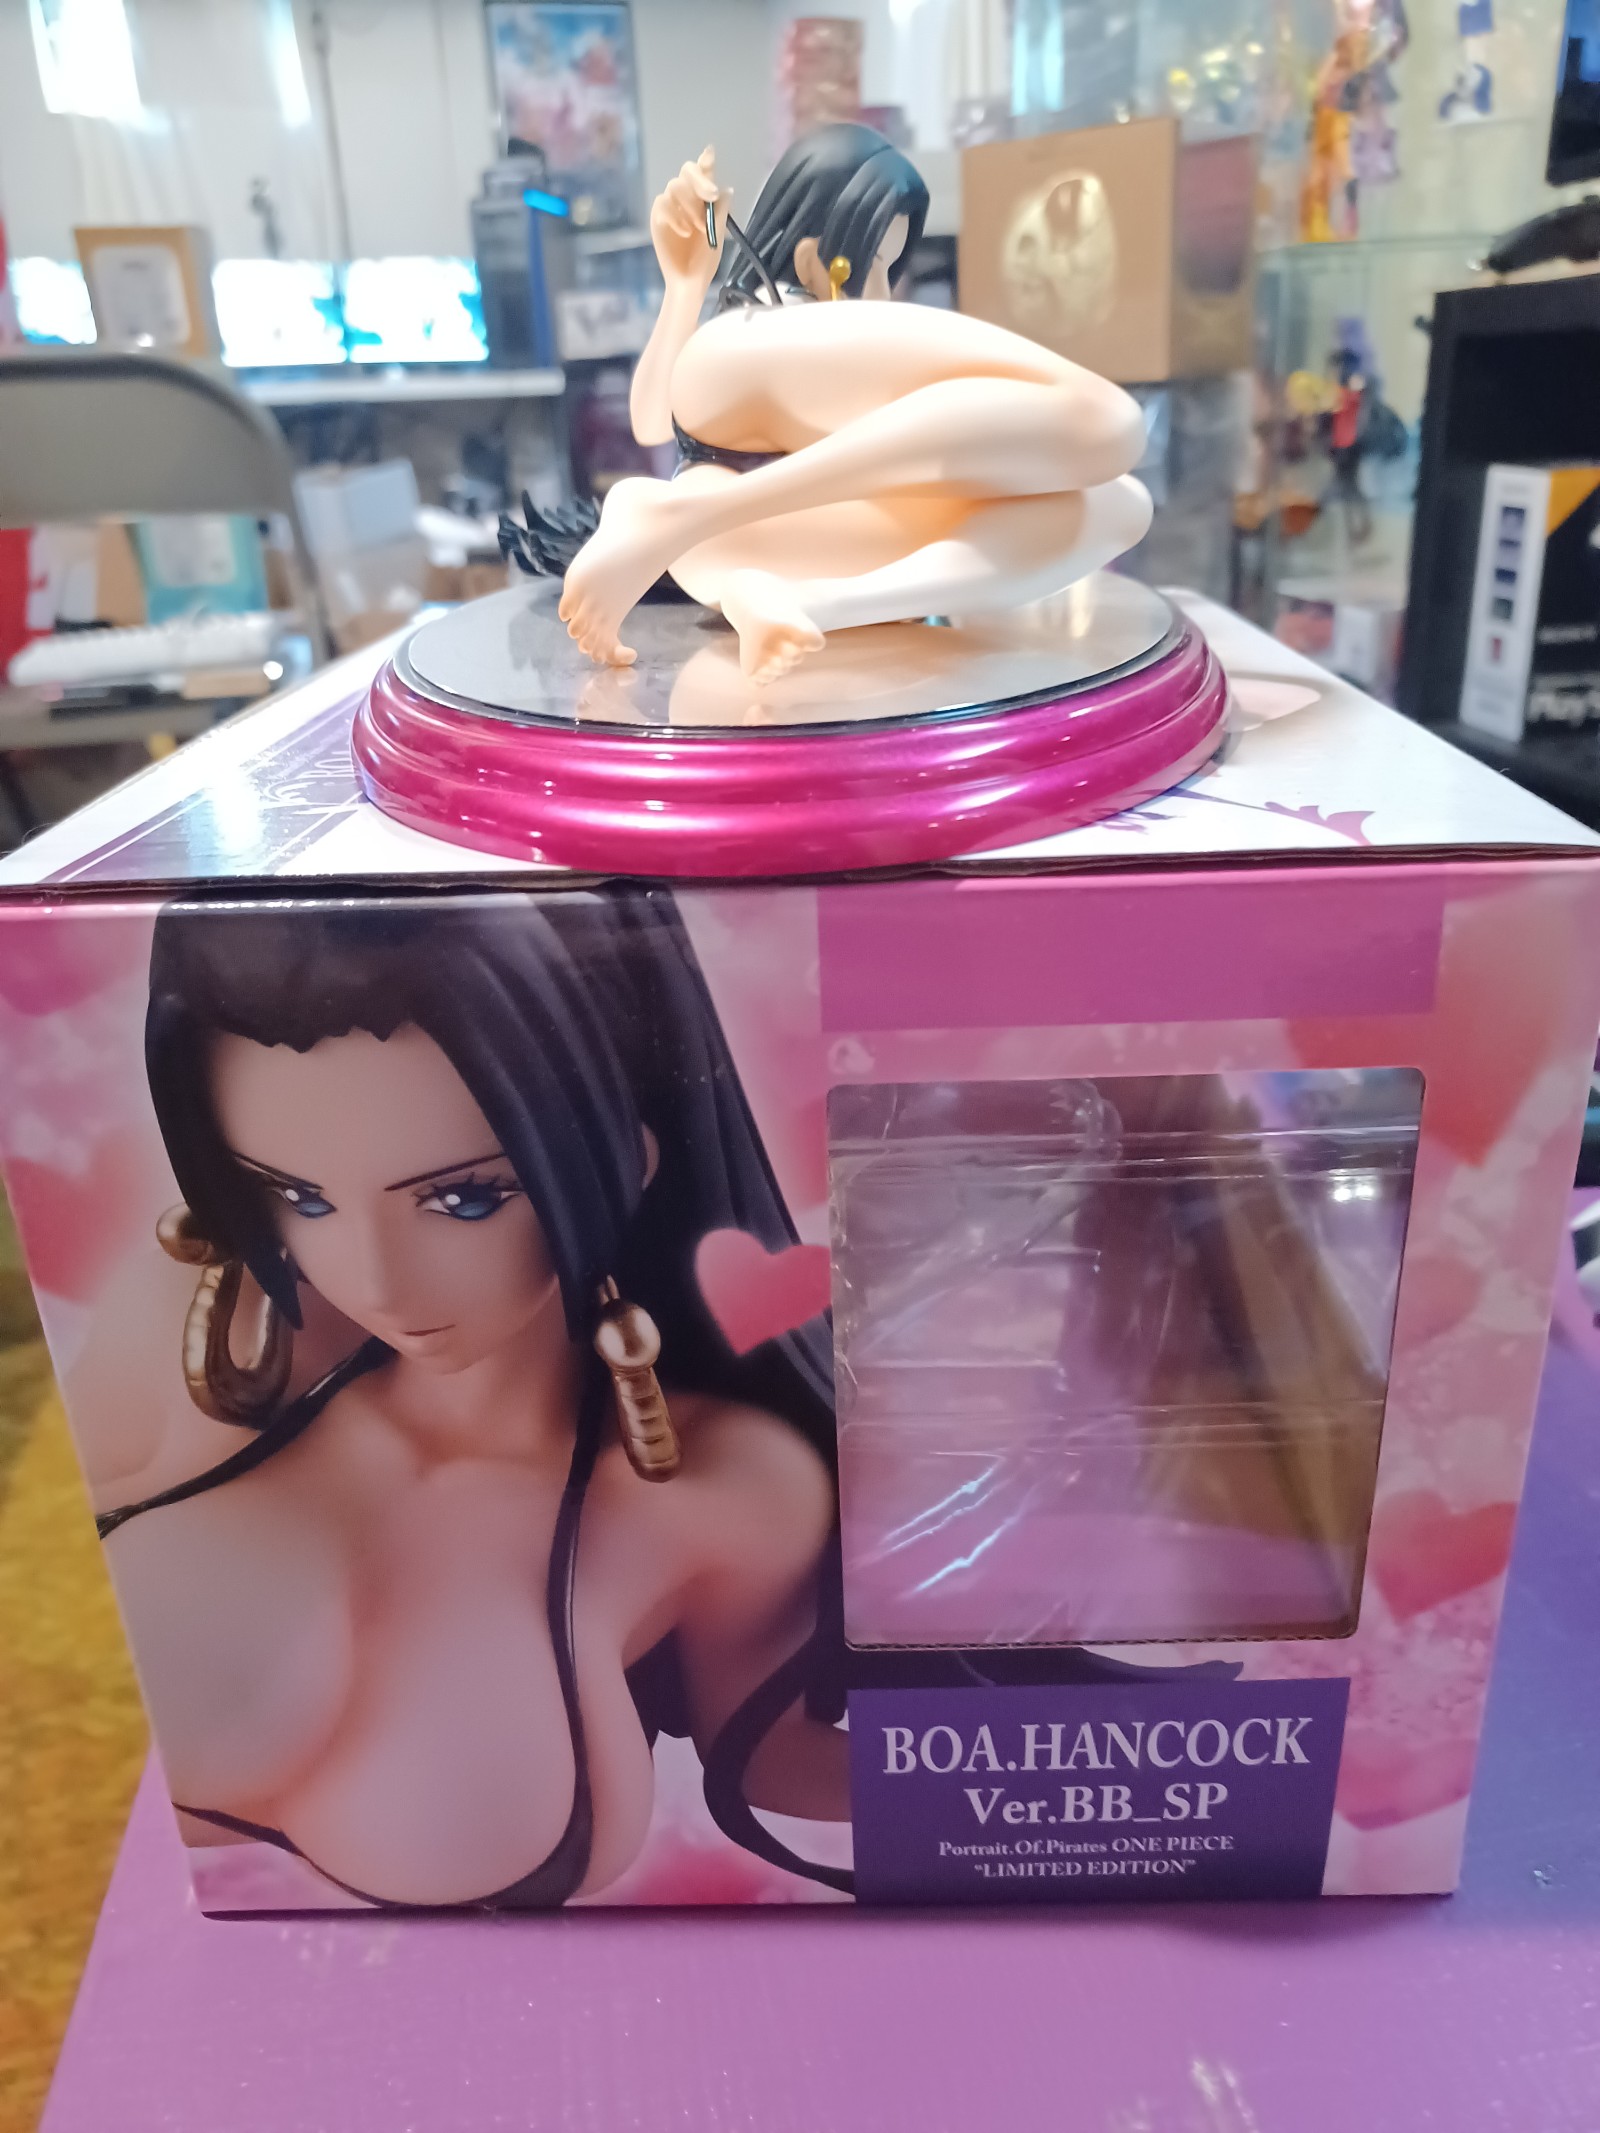 BOA.HANCOCK
Ver.BB_SP
Portrait.Of.Pirates ONE PIECE
"LIMITED EDITION"